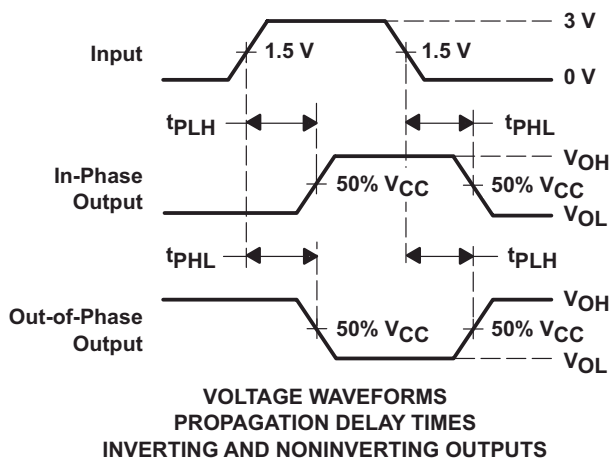 3 V
Input
1.5 V
1.5 V
0 V
tPLH
tPHL
VOH
In-Phase
Output
50% VCC
50% VCC
VOL
tPHL
tPLH
VOH
Out-of-Phase
Output
50% VCC
50% VCC
VOL
VOLTAGE WAVEFORMS
PROPAGATION DELAY TIMES
INVERTING AND NONINVERTING OUTPUTS